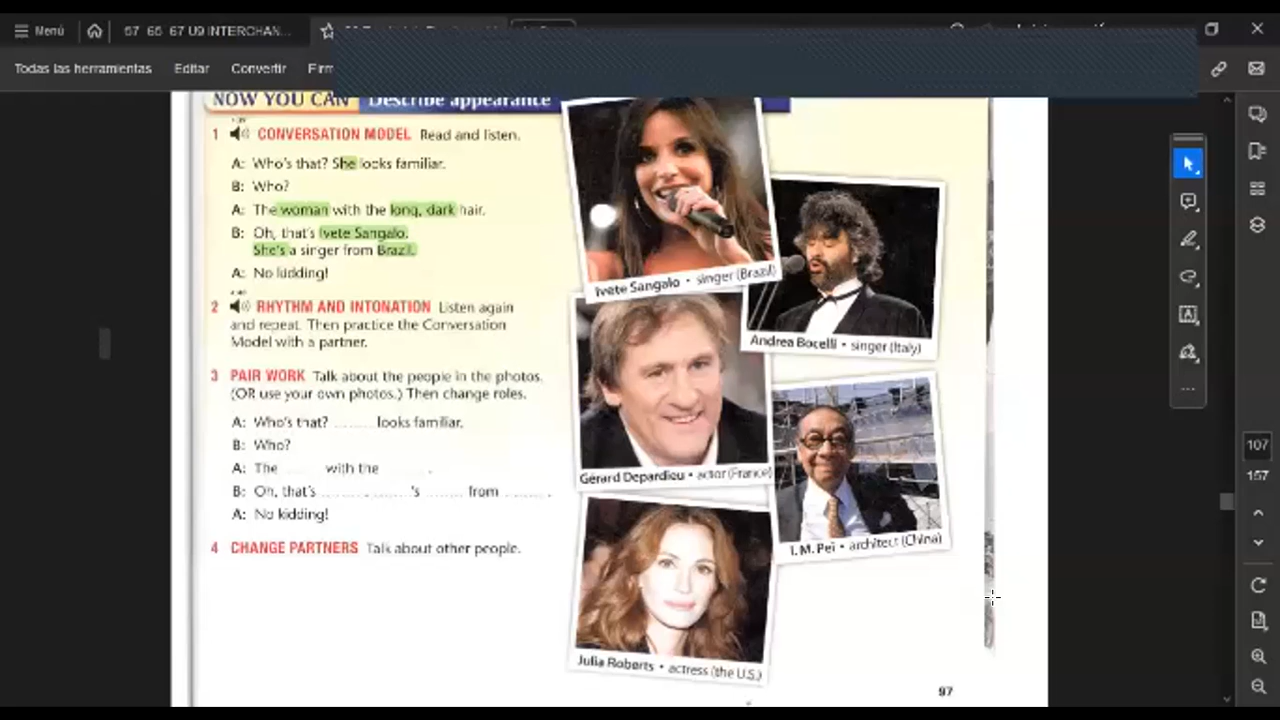 Menú
67 U9 INTERCHAN...
Todas las herramientas
Editar
Convertir
NOW YOU CAN Describe appearance
1 CONVERSATION MODEL Read and listen.
A: Who's that? She looks familiar.
B: Who?
A: The woman with the long, dark hair.
B: Oh, that's Ivete Sangalo.
She's a singer from Brazil.
A: No kidding!
2 RHYTHM AND INTONATION Listen again
and repeat. Then practice the Conversation
Model with a partner.
3 PAIR WORK Talk about the people in the photos.
(OR use your own photos.) Then change roles.
A: Who's that? ........ looks familiar.
B: Who?
A: The ........ with the ........ .
B: Oh, that's ........ 's ........ from ........ .
A: No kidding!
4 CHANGE PARTNERS Talk about other people.
Ivete Sangalo • singer (Brazil)
Andrea Bocelli • singer (Italy)
Gérard Depardieu • actor (France)
I. M. Pei • architect (China)
Julia Roberts • actress (the U.S.)
97
107
157